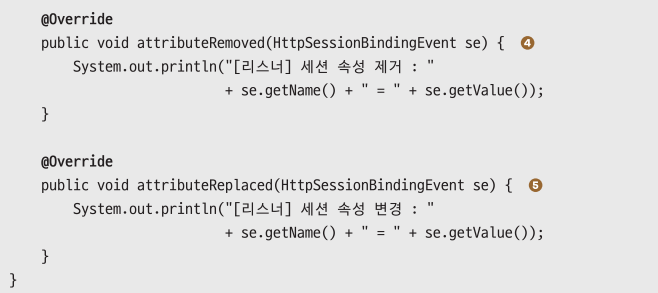 @Override
public void attributeRemoved(HttpSessionBindingEvent se) { ④
System.out.println("[리스너] 세션 속성 제거 : "
+ se.getName() + " = " + se.getValue());
}
@Override
public void attributeReplaced(HttpSessionBindingEvent se) { ⑤
System.out.println("[리스너] 세션 속성 변경 : "
+ se.getName() + " = " + se.getValue());
}
}